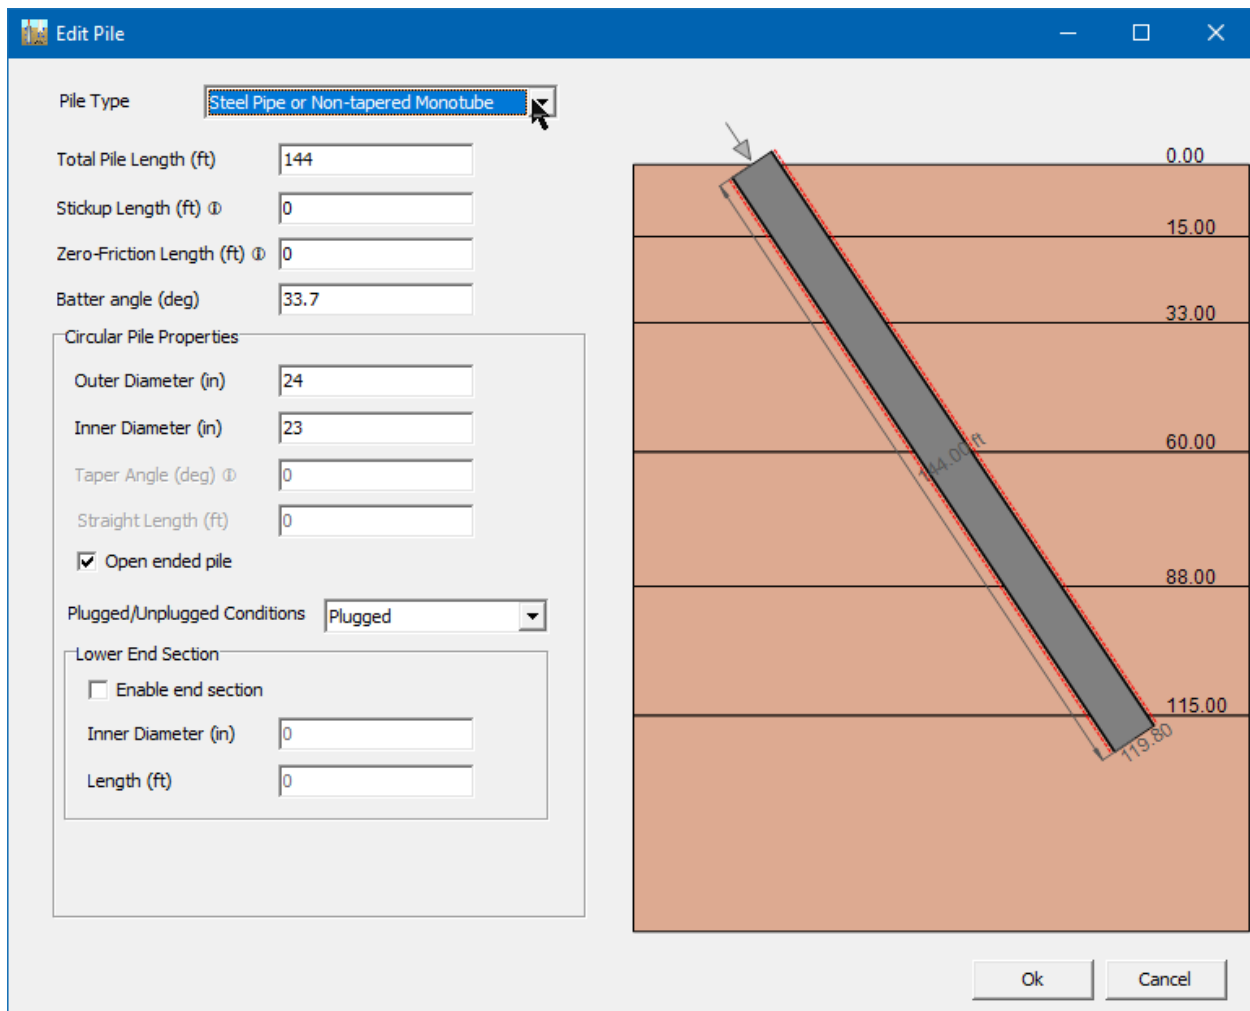 Edit Pile
Pile Type
Steel Pipe or Non-tapered Monotube
Total Pile Length (ft)
144
Stickup Length (ft)
0
Zero-Friction Length (ft)
0
Batter angle (deg)
33.7
Circular Pile Properties
Outer Diameter (in)
24
Inner Diameter (in)
23
Taper Angle (deg)
0
Straight Length (ft)
0
Open ended pile
Plugged/Unplugged Conditions
Plugged
Lower End Section
Enable end section
Inner Diameter (in)
0
Length (ft)
0
0.00
15.00
33.00
60.00
144.00 ft
88.00
115.00
119.80
Ok
Cancel